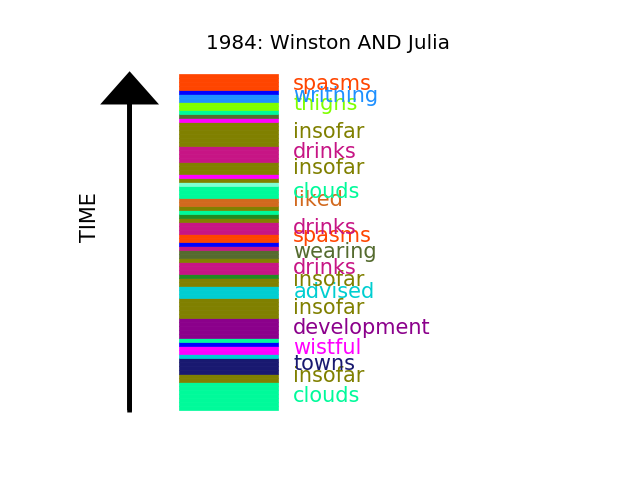 1984: Winston AND Julia
TIME
spasms
writhing
thighs
insofar
drinks
insofar
clouds
liked
drinks
spasms
wearing
drinks
insofar
advised
insofar
development
wistful
towns
insofar
clouds